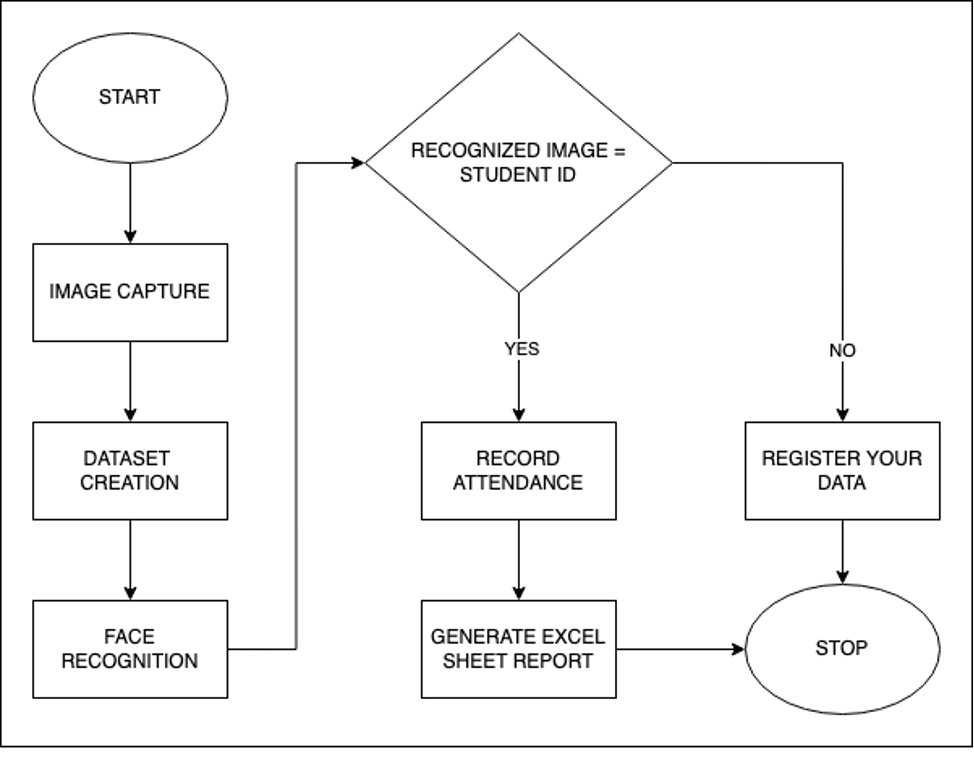 START
IMAGE CAPTURE
DATASET
CREATION
FACE
RECOGNITION
RECOGNIZED IMAGE =
STUDENT ID
YES
RECORD
ATTENDANCE
GENERATE EXCEL
SHEET REPORT
NO
REGISTER YOUR
DATA
STOP